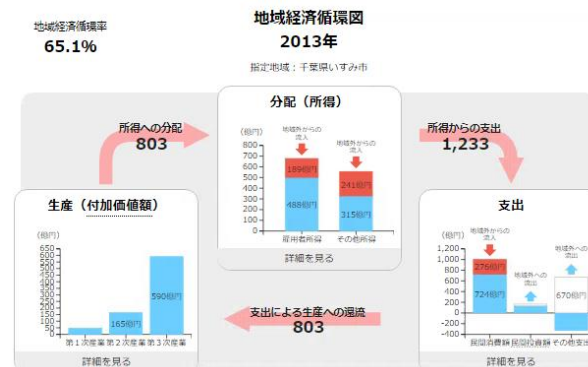 地域経済循環図
2013年
指定地域：千葉県いすみ市
地域経済循環率
65.1%
所得への分配
803
分配（所得）
（億円）
800
700
600
500
400
300
200
100
0
地域外からの
流入
地域外からの
流入
189億円
488億円
241億円
315億円
雇用者所得 その他所得
詳細を見る
所得からの支出
1,233
生産（付加価値額）
（億円）
650
600
550
500
450
400
350
300
250
200
150
100
50
0
165億円
590億円
第１次産業 第２次産業 第３次産業
詳細を見る
支出による生産への還流
803
支出
（億円）
1,200
1,000
800
600
400
200
0
-200
-400
地域外からの
流入
地域外への
流出
地域外への
流出
276億円
724億円
670億円
民間消費額 民間投資額 その他支出
詳細を見る